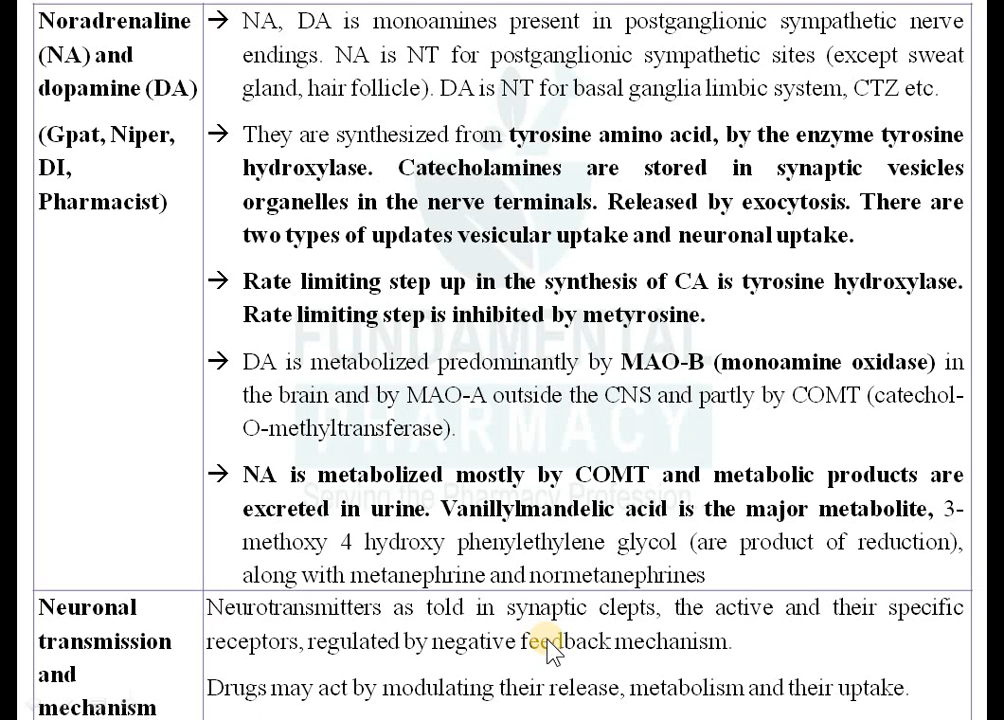 Noradrenaline
(NA) and
dopamine (DA)
(Gpat, Niper,
DI,
Pharmacist)
→ NA, DA is monoamines present in postganglionic sympathetic nerve
endings. NA is NT for postganglionic sympathetic sites (except sweat
gland, hair follicle). DA is NT for basal ganglia limbic system, CTZ etc.
→ They are synthesized from tyrosine amino acid, by the enzyme tyrosine
hydroxylase. Catecholamines are stored in synaptic vesicles
organelles in the nerve terminals. Released by exocytosis. There are
two types of updates vesicular uptake and neuronal uptake.
→ Rate limiting step up in the synthesis of CA is tyrosine hydroxylase.
Rate limiting step is inhibited by metyrosine.
→ DA is metabolized predominantly by MAO-B (monoamine oxidase) in
the brain and by MAO-A outside the CNS and partly by COMT (catechol-
O-methyltransferase).
→ NA is metabolized mostly by COMT and metabolic products are
excreted in urine. Vanillylmandelic acid is the major metabolite, 3-
methoxy 4 hydroxy phenylethylene glycol (are product of reduction),
along with metanephrine and normetanephrines
Neuronal
transmission
and
mechanism
Neurotransmitters as told in synaptic clepts, the active and their specific
receptors, regulated by negative feedback mechanism.
Drugs may act by modulating their release, metabolism and their uptake.
FUNDAMENTAL
PHARMACY
Serving the Pharmacy Profession